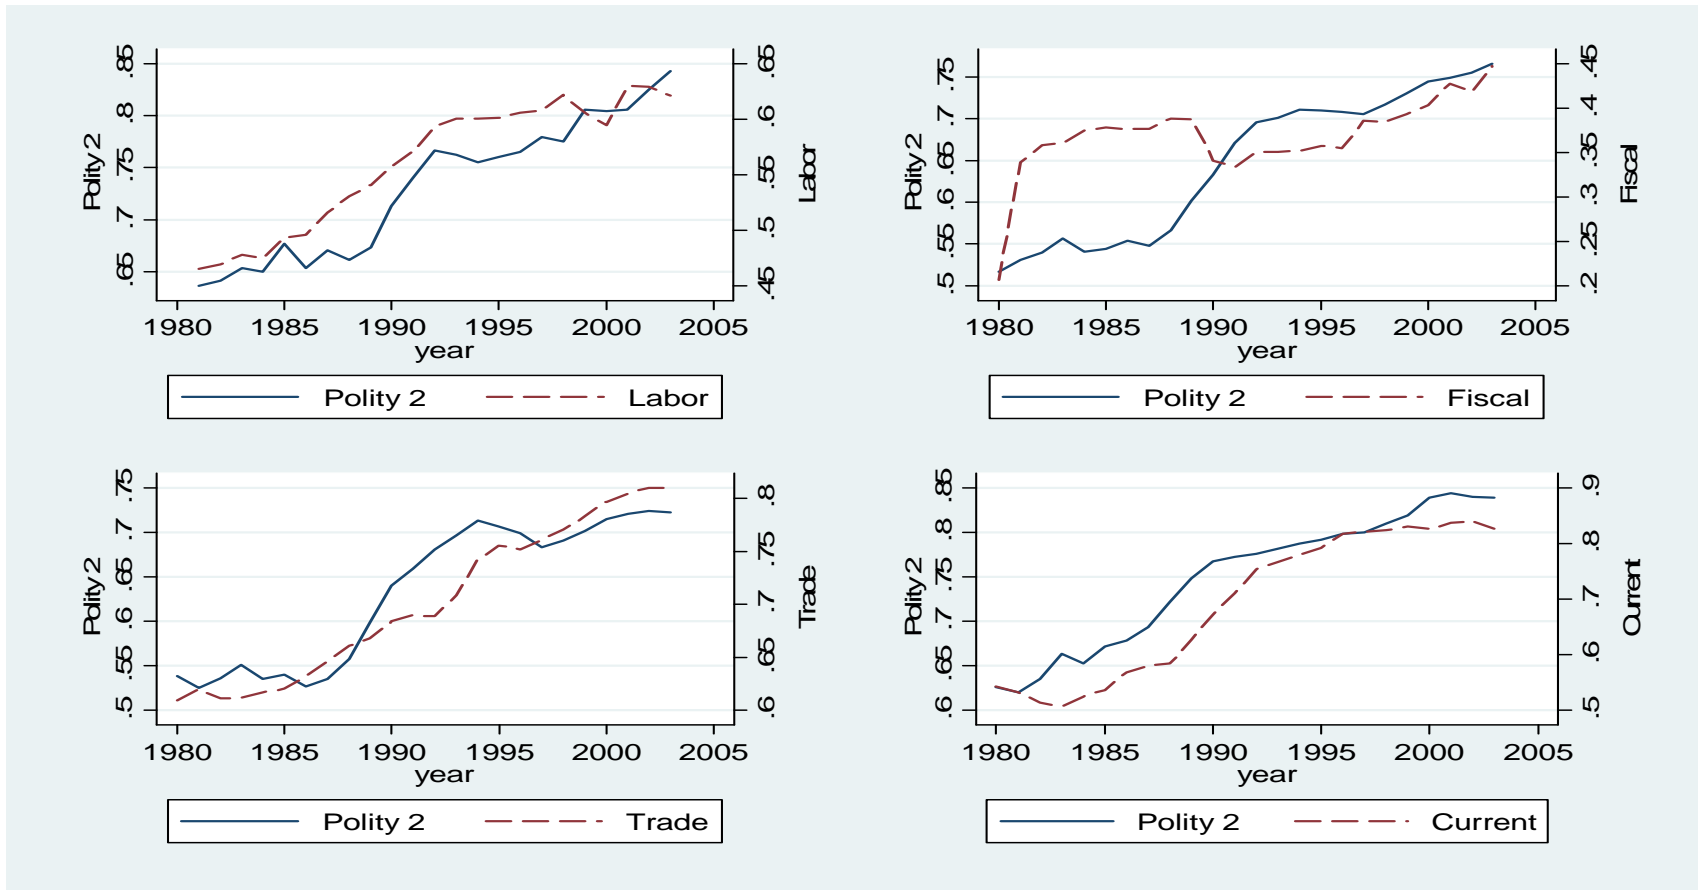 Polity 2
.65 .7 .75 .8 .85
.45 .5 .55 .6 .65
Labor
1980 1985 1990 1995 2000 2005
year
Polity 2 Labor
Polity 2
.5 .55 .6 .65 .7 .75
.2 .25 .3 .35 .4 .45
Fiscal
1980 1985 1990 1995 2000 2005
year
Polity 2 Fiscal
Polity 2
.5 .55 .6 .65 .7 .75
.6 .65 .7 .75 .8
Trade
1980 1985 1990 1995 2000 2005
year
Polity 2 Trade
Polity 2
.6 .65 .7 .75 .8 .85
.5 .6 .7 .8 .9
Current
1980 1985 1990 1995 2000 2005
year
Polity 2 Current